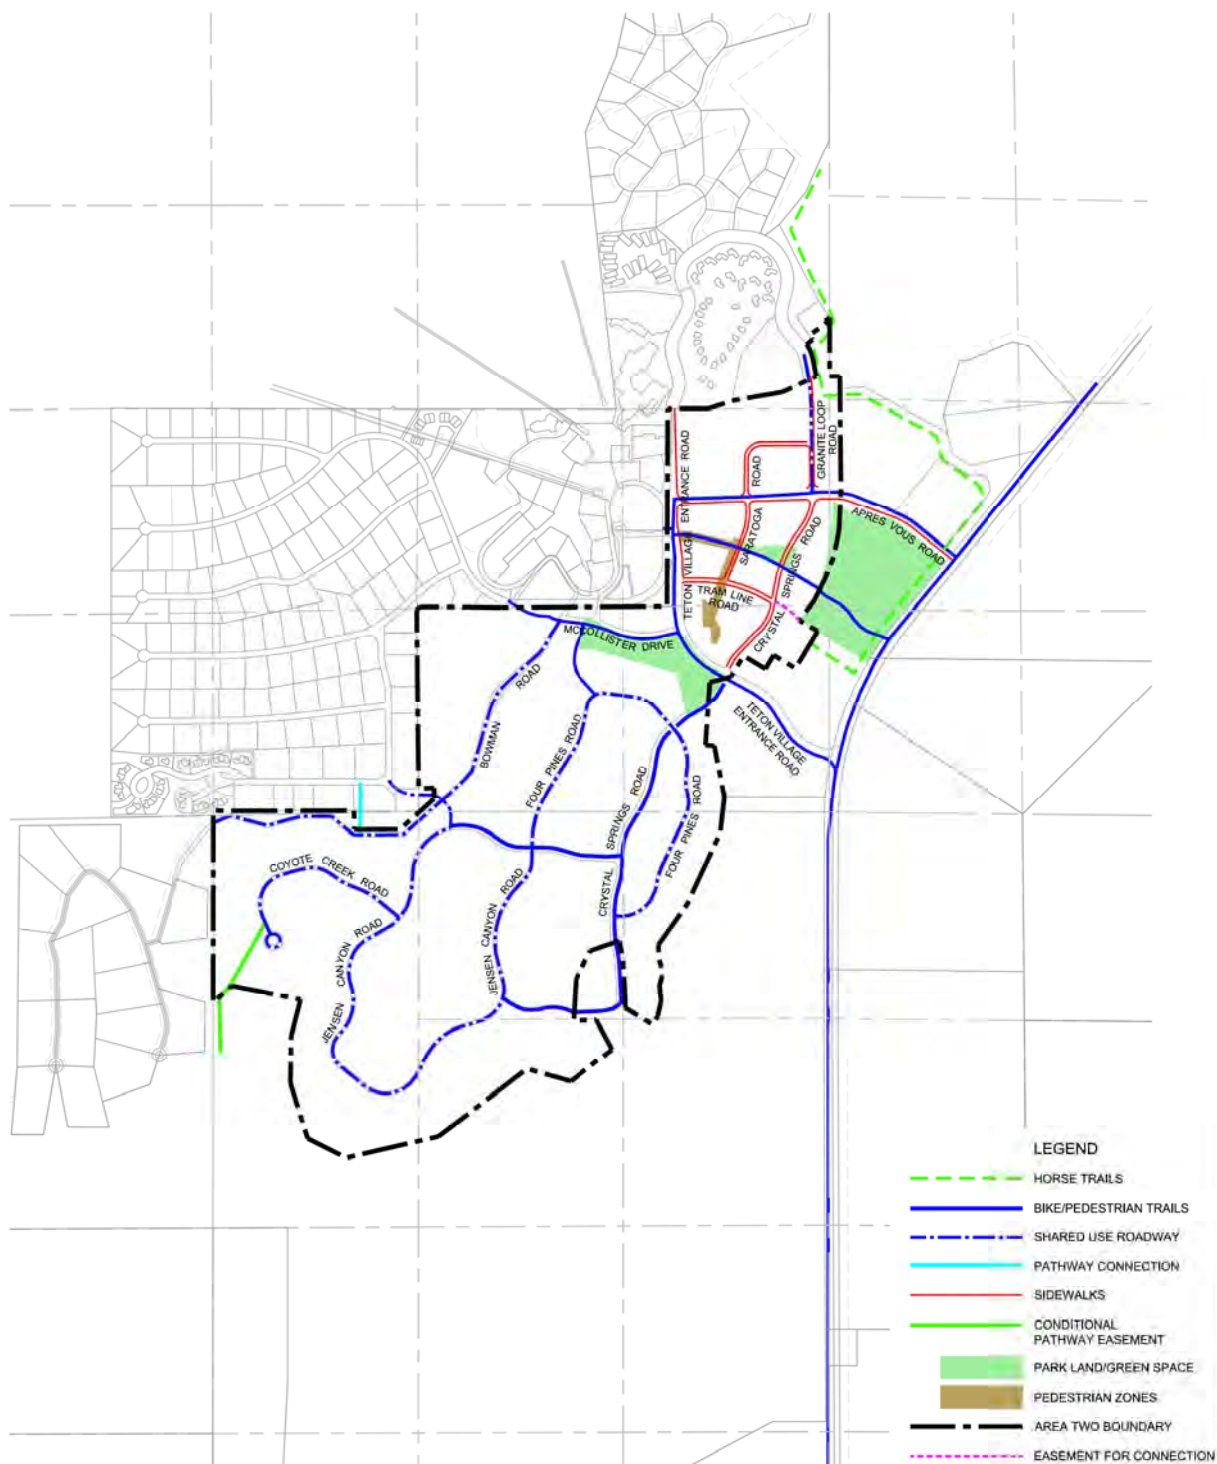 GRANITE LOOP
ROAD
ENTRANCE ROAD
ROAD
SARATOGA
APRES VOUS ROAD
SPRINGS ROAD
TETON VILLAGE
TRAM LINE
ROAD
CRYSTAL
MCCOLLISTER DRIVE
ROAD
BOWMAN
FOUR PINES ROAD
TETON VILLAGE
ENTRANCE ROAD
SPRINGS ROAD
FOUR PINES ROAD
COYOTE CREEK ROAD
CRYSTAL
JENSEN CANYON ROAD
JENSEN CANYON ROAD
LEGEND
HORSE TRAILS
BIKE/PEDESTRIAN TRAILS
SHARED USE ROADWAY
PATHWAY CONNECTION
SIDEWALKS
CONDITIONAL
PATHWAY EASEMENT
PARK LAND/GREEN SPACE
PEDESTRIAN ZONES
AREA TWO BOUNDARY
EASEMENT FOR CONNECTION